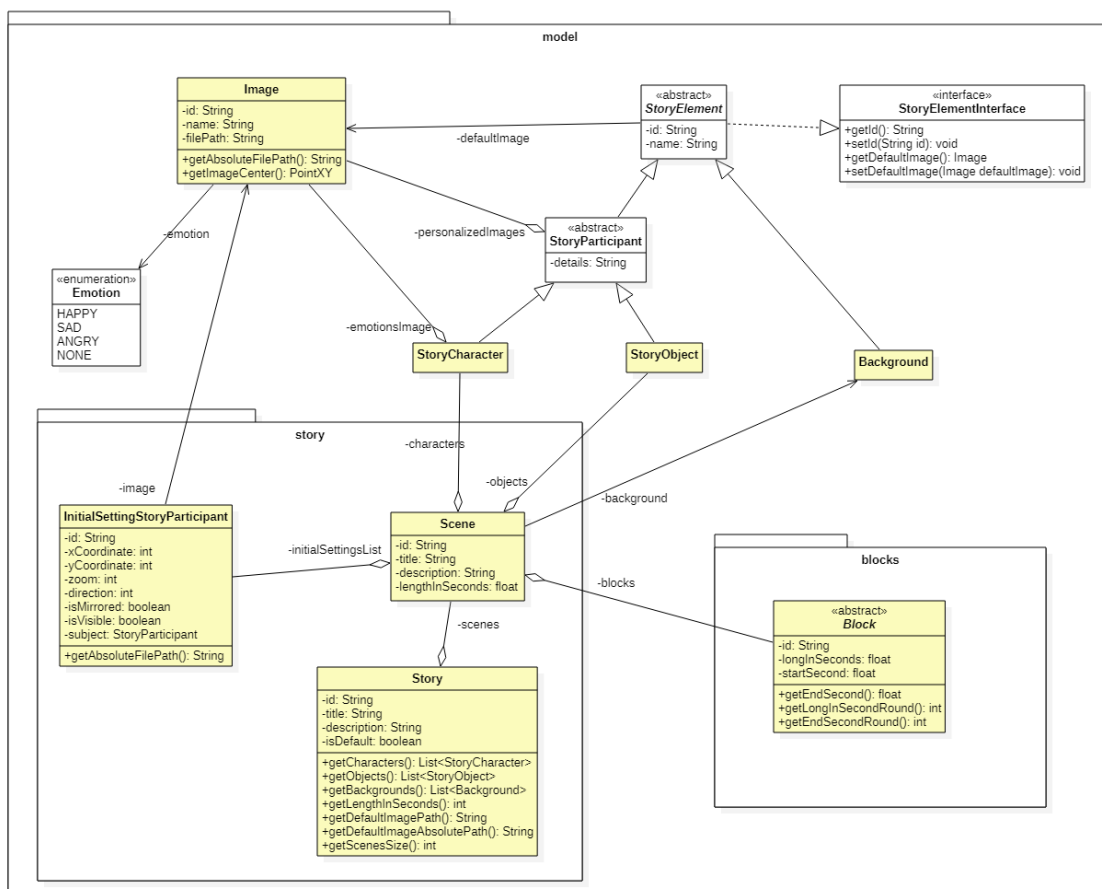 model
Image
-id: String
-name: String
-filePath: String
+getAbsoluteFilePath(): String
+getImageCenter(): PointXY
«abstract»
StoryElement
-id: String
-name: String
«interface»
StoryElementInterface
+getId(): String
+setId(String id): void
+getDefaultImage(): Image
+setDefaultImage(Image defaultImage): void
-defaultImage
-emotion
-personalizedImages
«abstract»
StoryParticipant
-details: String
«enumeration»
Emotion
HAPPY
SAD
ANGRY
NONE
-emotionsImage
StoryCharacter
StoryObject
Background
story
-characters
-objects
-background
-image
InitialSettingStoryParticipant
-id: String
-xCoordinate: int
-yCoordinate: int
-zoom: int
-direction: int
-isMirrored: boolean
-isVisible: boolean
-subject: StoryParticipant
+getAbsoluteFilePath(): String
-initialSettingsList
Scene
-id: String
-title: String
-description: String
-lengthInSeconds: float
-blocks
-scenes
blocks
«abstract»
Block
-id: String
-longInSeconds: float
-startSecond: float
+getEndSecond(): float
+getLongInSecondRound(): int
+getEndSecondRound(): int
Story
-id: String
-title: String
-description: String
-isDefault: boolean
+getCharacters(): List<StoryCharacter>
+getObjects(): List<StoryObject>
+getBackgrounds(): List<Background>
+getLengthInSeconds(): int
+getDefaultImagePath(): String
+getDefaultImageAbsolutePath(): String
+getScenesSize(): int